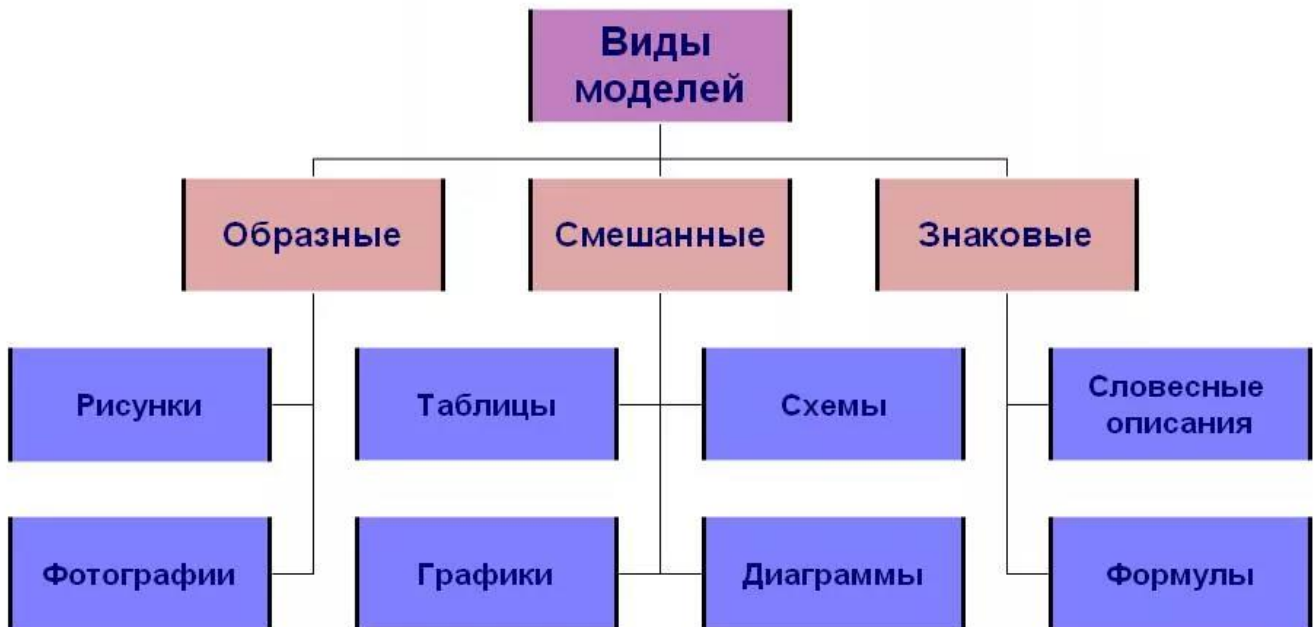 Виды
моделей
Образные
Смешанные
Знаковые
Рисунки
Таблицы
Схемы
Словесные
описания
Фотографии
Графики
Диаграммы
Формулы